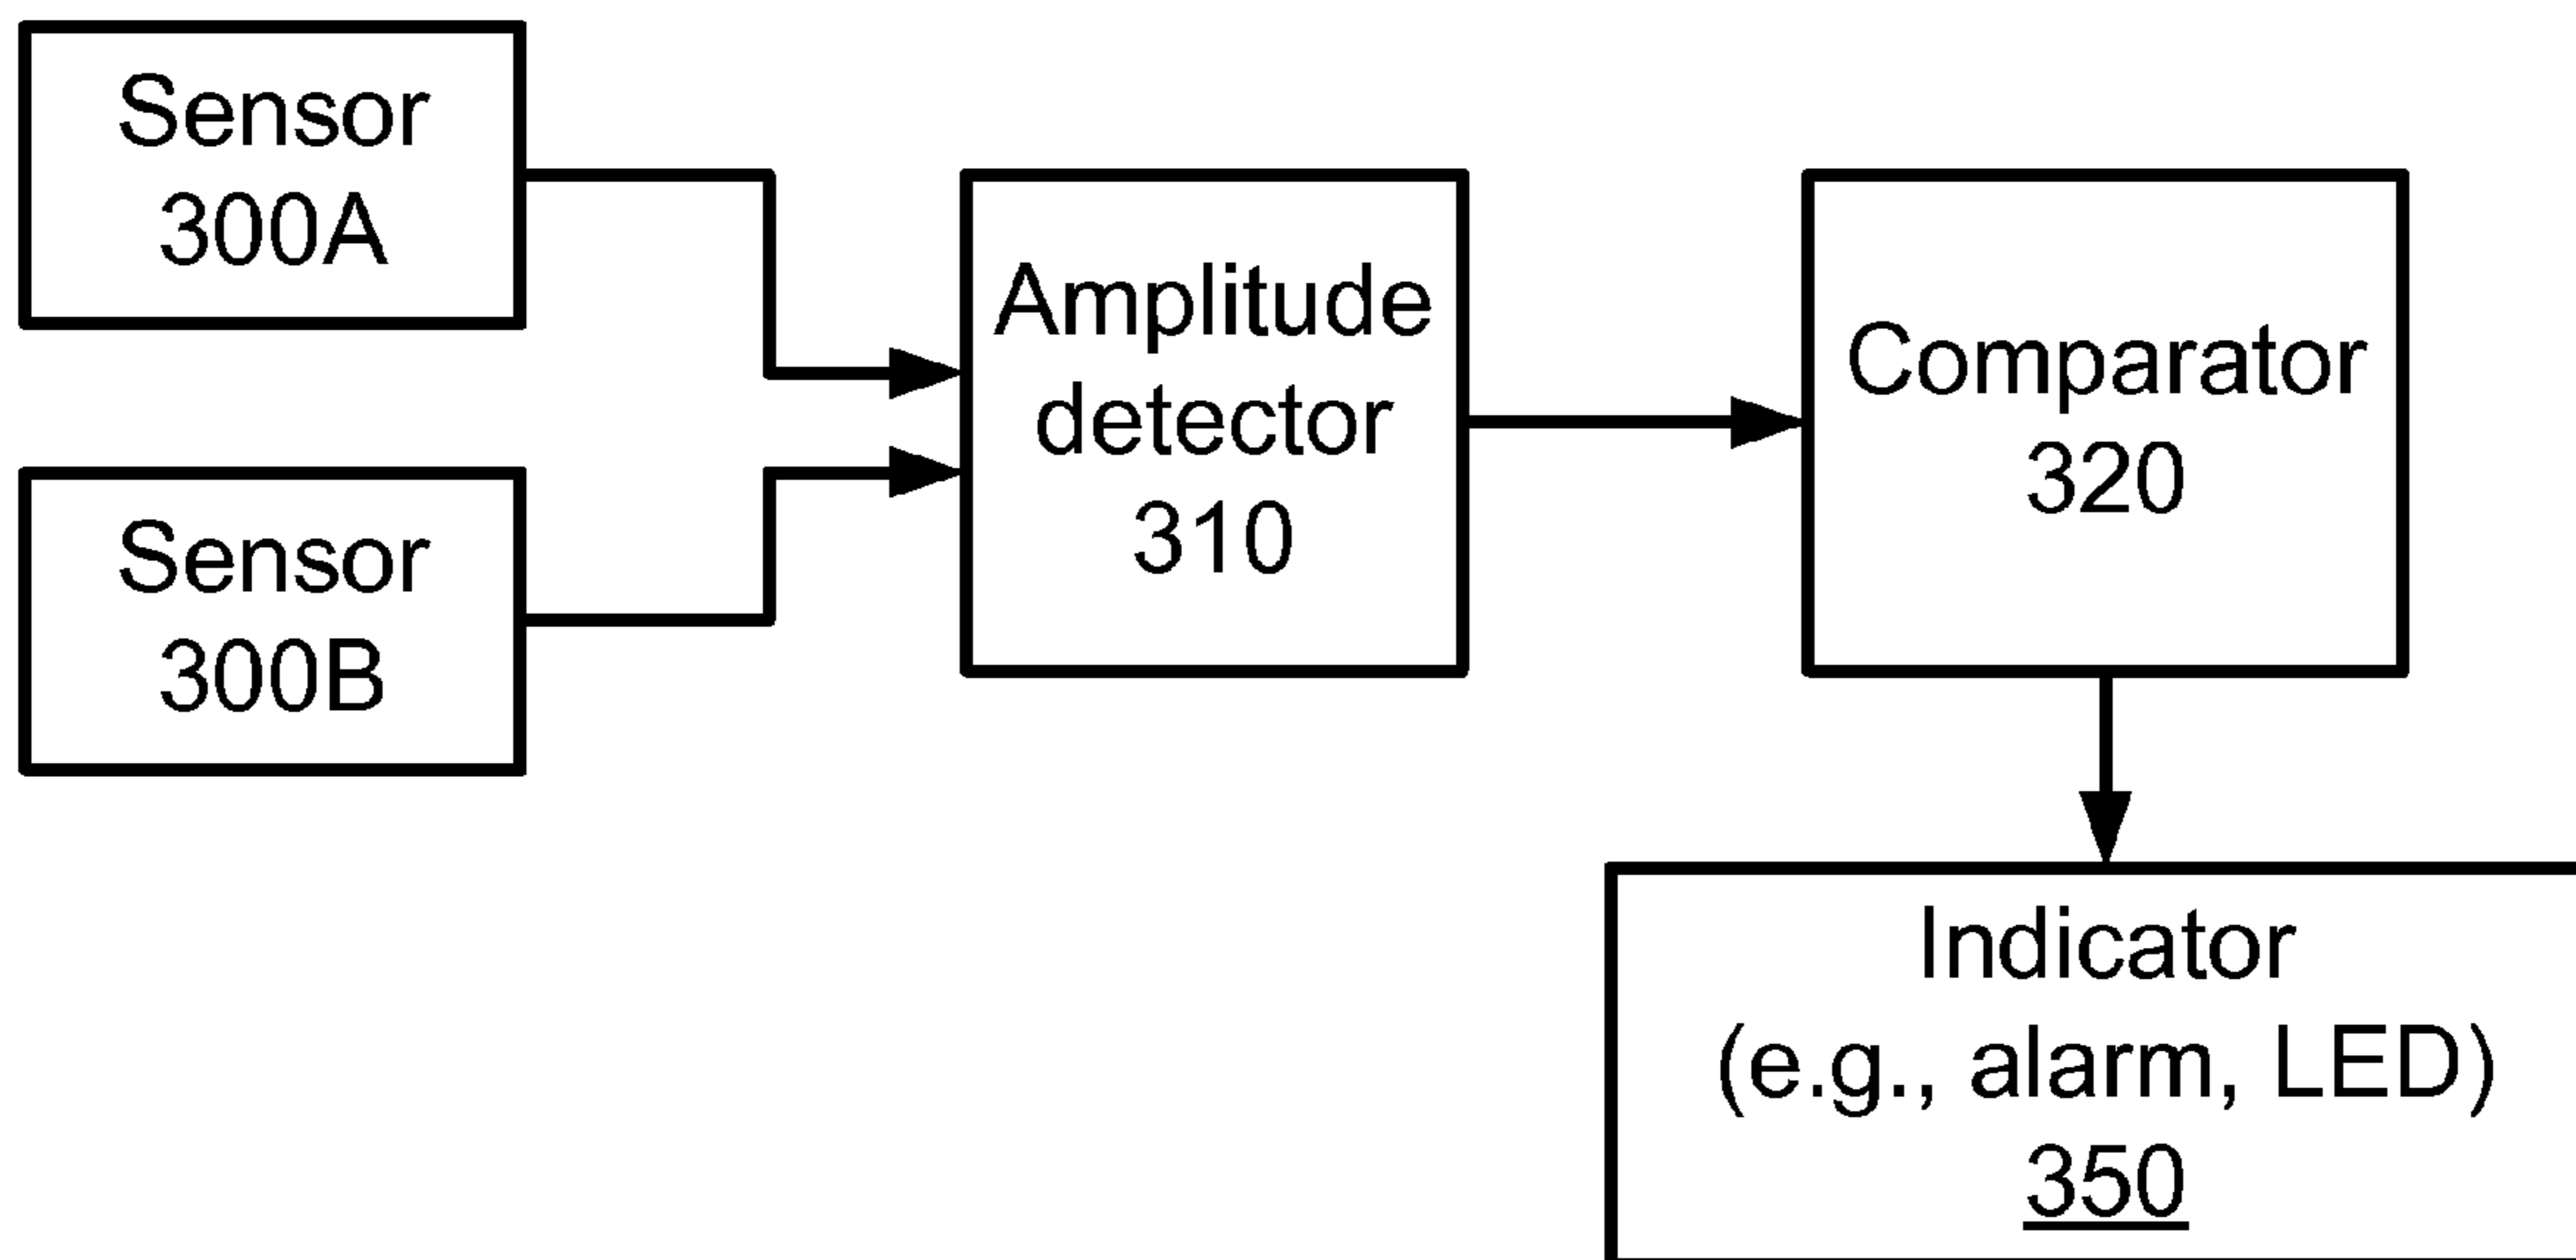 Sensor
300A
Sensor
300B
Amplitude
detector
310
Comparator
320
Indicator
(e.g., alarm, LED)
350